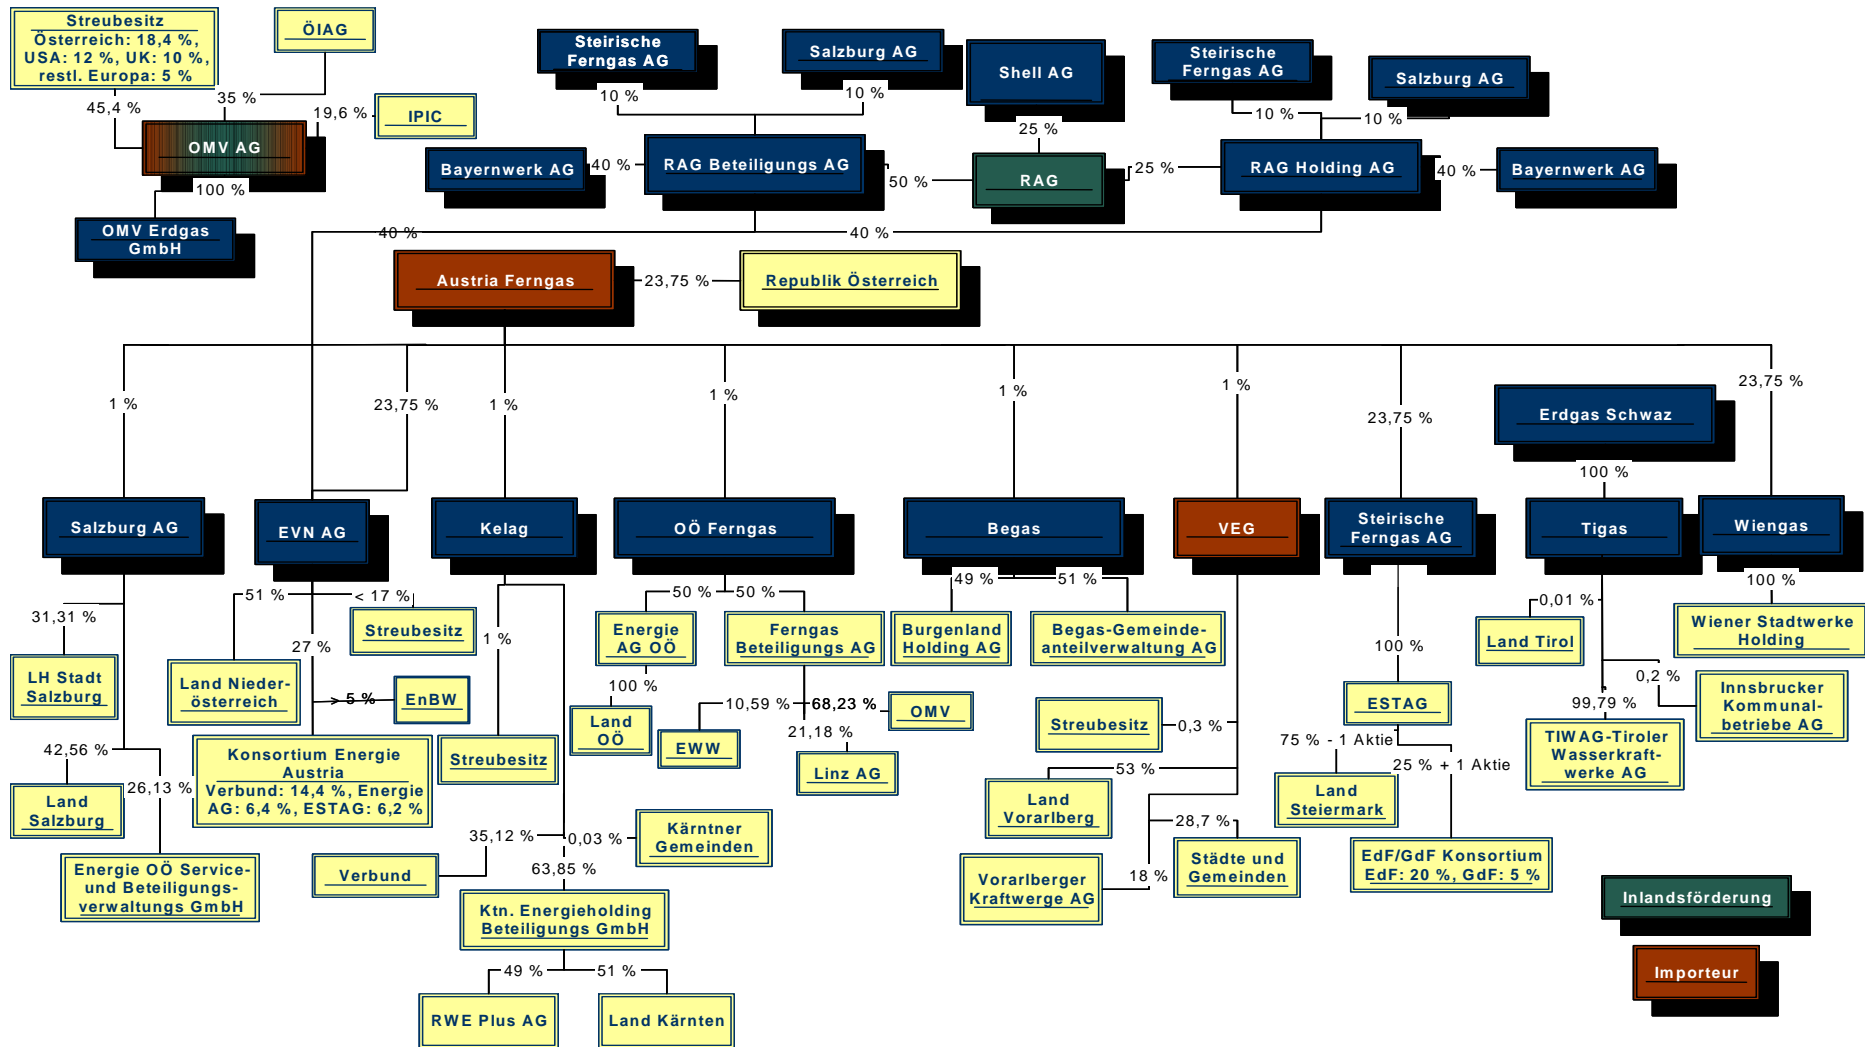 Streubesitz
Österreich: 18,4 %,
USA: 12 %, UK: 10 %,
restl. Europa: 5 %
ÖIAG
45,4 %
35 %
19,6 %
IPIC
OMV AG
100 %
OMV Erdgas
GmbH
Steirische
Ferngas AG
Salzburg AG
Shell AG
Steirische
Ferngas AG
Salzburg AG
10 %
10 %
25 %
10 %
10 %
Bayernwerk AG
40 %
RAG Beteiligungs AG
50 %
RAG
25 %
RAG Holding AG
40 %
Bayernwerk AG
40 %
40 %
Austria Ferngas
23,75 %
Republik Österreich
1 %
23,75 %
1 %
1 %
1 %
1 %
23,75 %
23,75 %
Erdgas Schwaz
100 %
Salzburg AG
EVN AG
Kelag
OÖ Ferngas
Begas
VEG
Steirische
Ferngas AG
Tigas
Wiengas
31,31 %
LH Stadt
Salzburg
42,56 %
Land
Salzburg
26,13 %
Energie OÖ Service-
und Beteiligungs-
verwaltungs GmbH
51 %
< 17 %
Streubesitz
27 %
Land Nieder-
österreich
> 5 %
EnBW
Konsortium Energie
Austria
Verbund: 14,4 %, Energie
AG: 6,4 %, ESTAG: 6,2 %
1 %
Streubesitz
35,12 %
0,03 %
Kärntner
Gemeinden
Verbund
63,85 %
Ktn. Energieholding
Beteiligungs GmbH
49 %
51 %
RWE Plus AG
Land Kärnten
50 %
50 %
Energie
AG OÖ
Ferngas
Beteiligungs AG
100 %
Land
OÖ
10,59 %
68,23 %
OMV
EWW
21,18 %
Linz AG
49 %
51 %
Burgenland
Holding AG
Begas-Gemeinde-
anteilverwaltung AG
Streubesitz
0,3 %
53 %
Land
Vorarlberg
28,7 %
Städte und
Gemeinden
18 %
Vorarlberger
Kraftwerge AG
100 %
ESTAG
75 % - 1 Aktie
25 % + 1 Aktie
Land
Steiermark
EdF/GdF Konsortium
EdF: 20 %, GdF: 5 %
0,01 %
Land Tirol
0,2 %
99,79 %
Innsbrucker
Kommunal-
betriebe AG
TIWAG-Tiroler
Wasserkraft-
werke AG
100 %
Wiener Stadtwerke
Holding
Inlandsförderung
Importeur